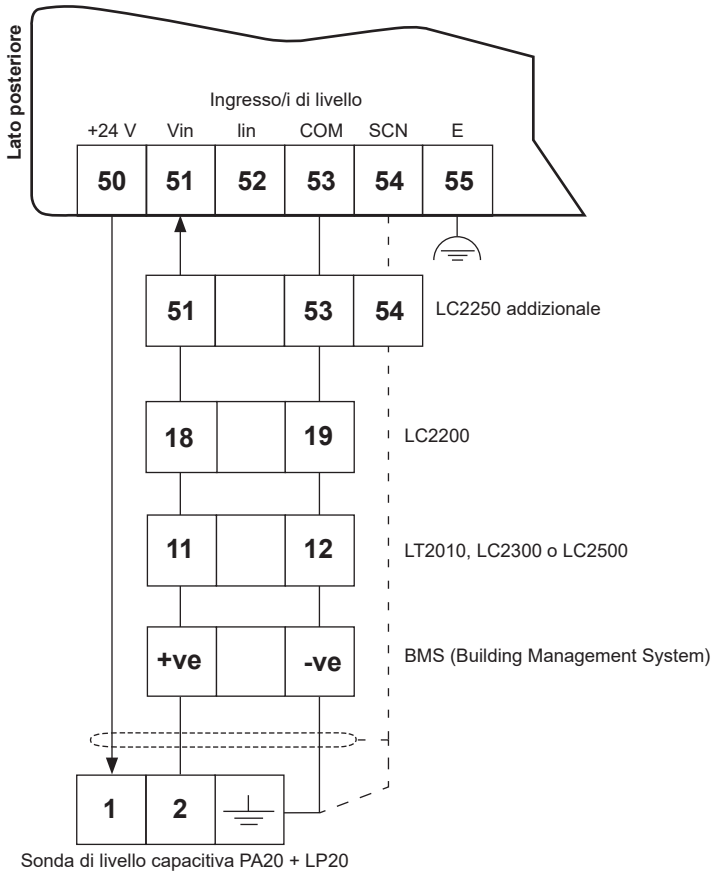 Lato posteriore
Ingresso/i di livello
+24 V Vin Iin COM SCN E
50 51 52 53 54 55
51 53 54 LC2250 addizionale
18 19 LC2200
11 12 LT2010, LC2300 o LC2500
+ve -ve BMS (Building Management System)
1 2
Sonda di livello capacitiva PA20 + LP20